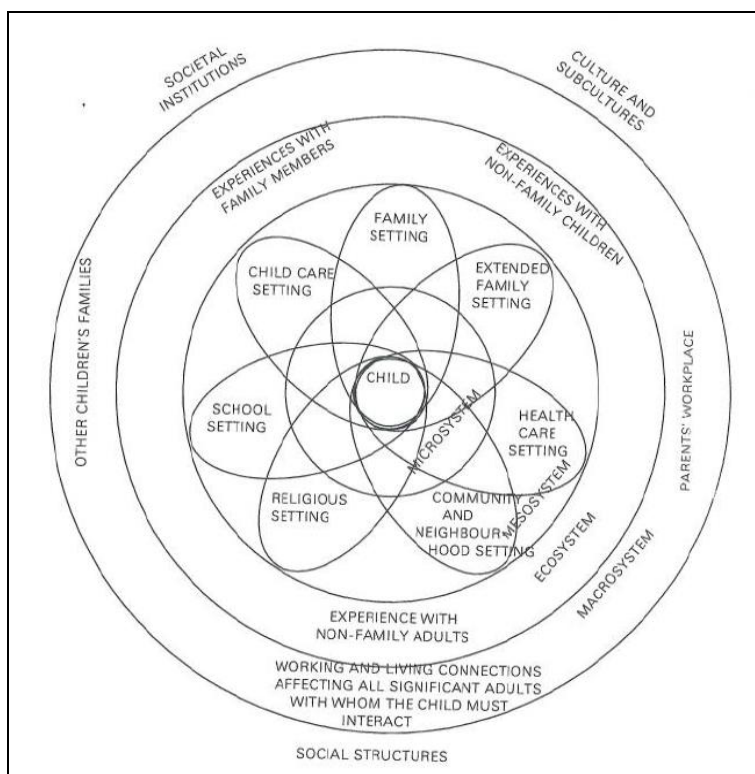 SOCIETAL
INSTITUTIONS
CULTURE AND
SUBCULTURES
EXPERIENCES WITH
FAMILY MEMBERS
EXPERIENCES WITH
NON-FAMILY CHILDREN
FAMILY
SETTING
CHILD CARE
SETTING
EXTENDED
FAMILY
SETTING
OTHER CHILDREN'S FAMILIES
PARENTS' WORKPLACE
CHILD
SCHOOL
SETTING
MICROSYSTEM
HEALTH
CARE
SETTING
RELIGIOUS
SETTING
COMMUNITY
AND
NEIGHBOUR-
HOOD SETTING
MESOSYSTEM
ECOSYSTEM
MACROSYSTEM
EXPERIENCE WITH
NON-FAMILY ADULTS
WORKING AND LIVING CONNECTIONS
AFFECTING ALL SIGNIFICANT ADULTS
WITH WHOM THE CHILD MUST
INTERACT
SOCIAL STRUCTURES